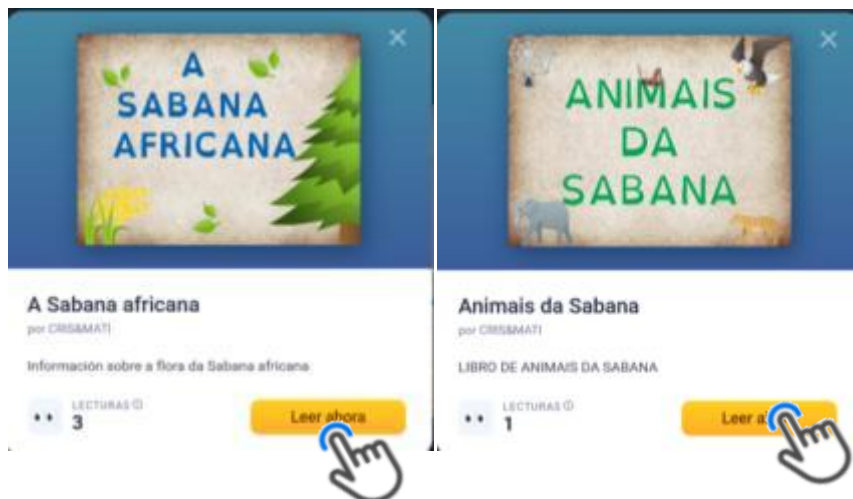 A
SABANA
AFRICANA
A Sabana africana
por CRIS&MATI
Información sobre a flora da Sabana africana
LECTURAS
3
Leer ahora
ANIMAIS
DA
SABANA
Animais da Sabana
por CRIS&MATI
LIBRO DE ANIMAIS DA SABANA
LECTURAS
1
Leer a